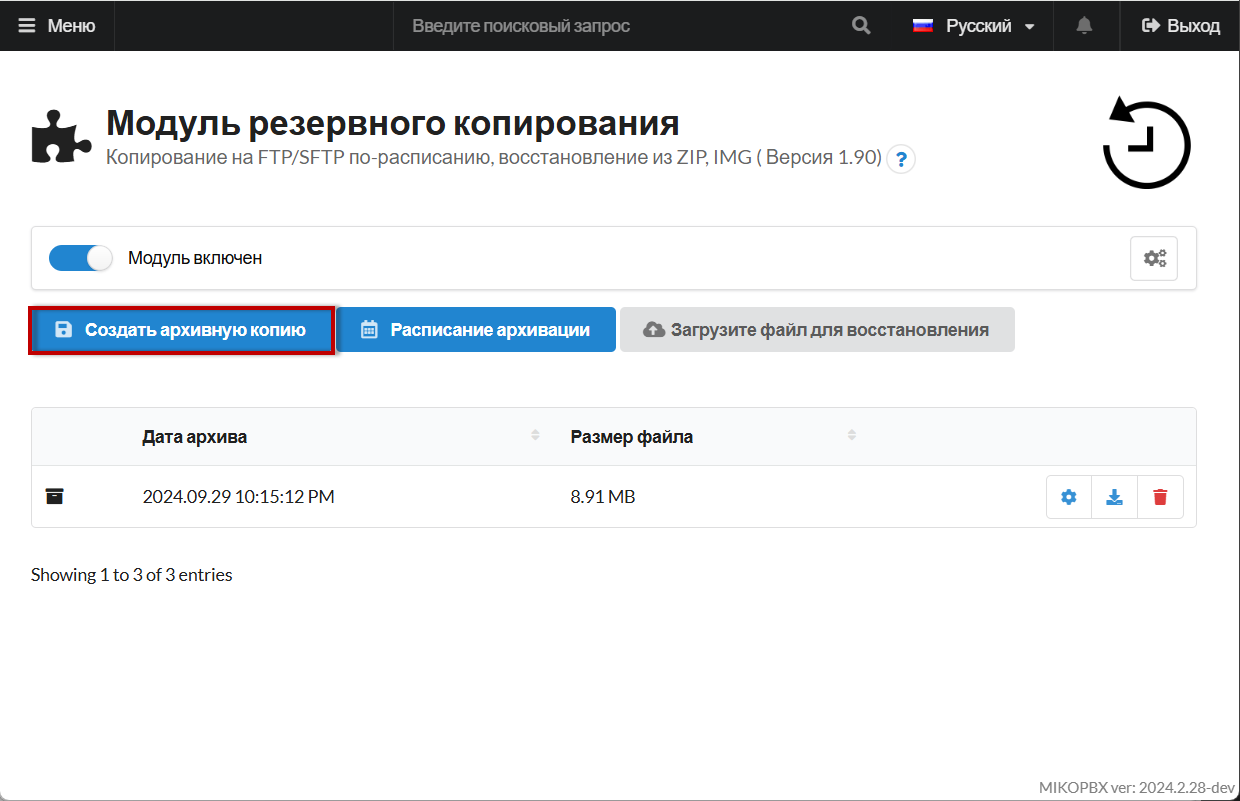 Меню
Введите поисковый запрос
Русский
Выход
Модуль резервного копирования
Копирование на FTP/SFTP по-расписанию, восстановление из ZIP, IMG ( Версия 1.90) ?
Модуль включен
Создать архивную копию
Расписание архивации
Загрузите файл для восстановления
Дата архива Размер файла
2024.09.29 10:15:12 PM 8.91 MB
Showing 1 to 3 of 3 entries
MIKOPBX ver: 2024.2.28-dev